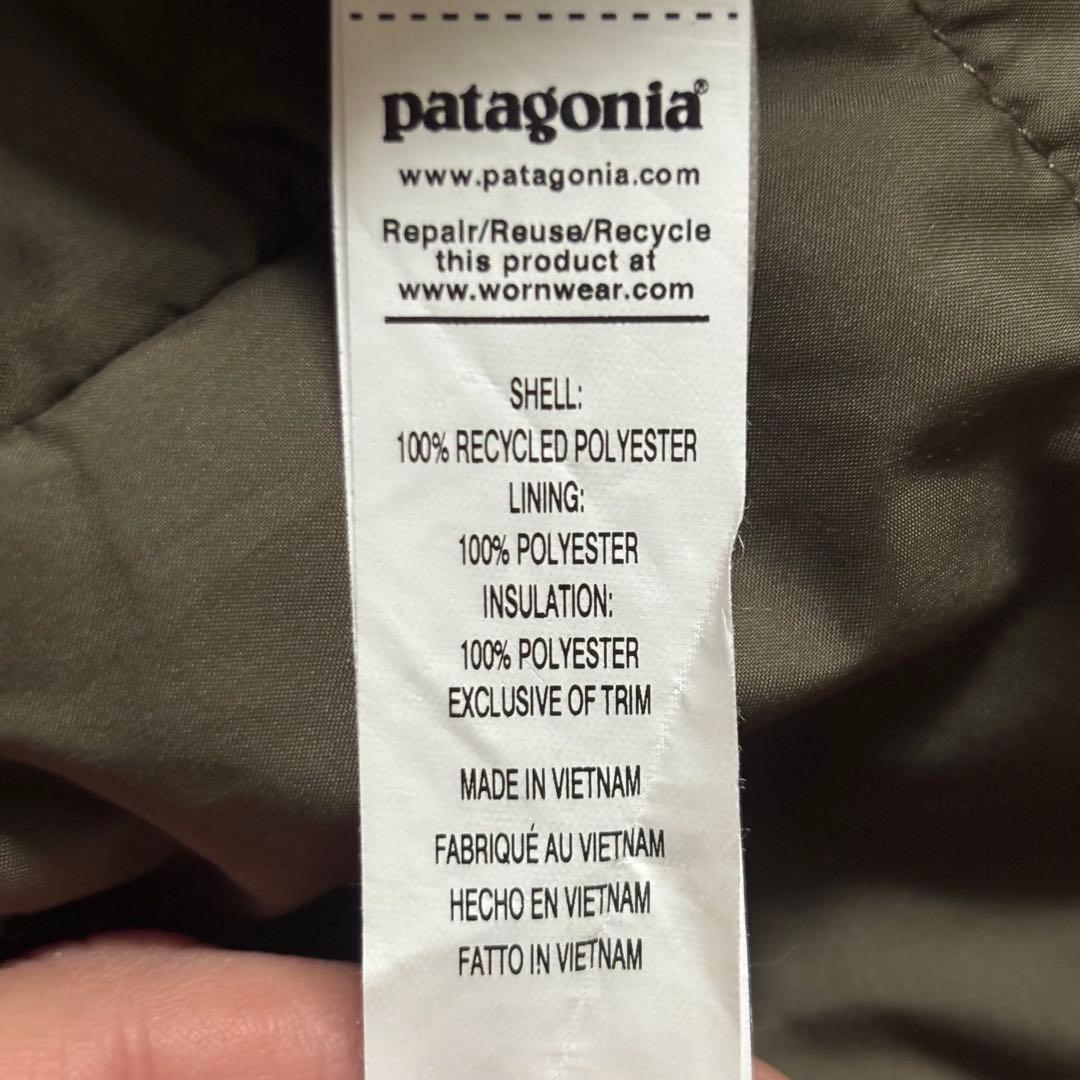 patagonia®
www.patagonia.com
Repair/Reuse/Recycle
this product at
www.wornwear.com
SHELL:
100% RECYCLED POLYESTER
LINING:
100% POLYESTER
INSULATION:
100% POLYESTER
EXCLUSIVE OF TRIM
MADE IN VIETNAM
FABRIQUÉ AU VIETNAM
HECHO EN VIETNAM
FATTO IN VIETNAM